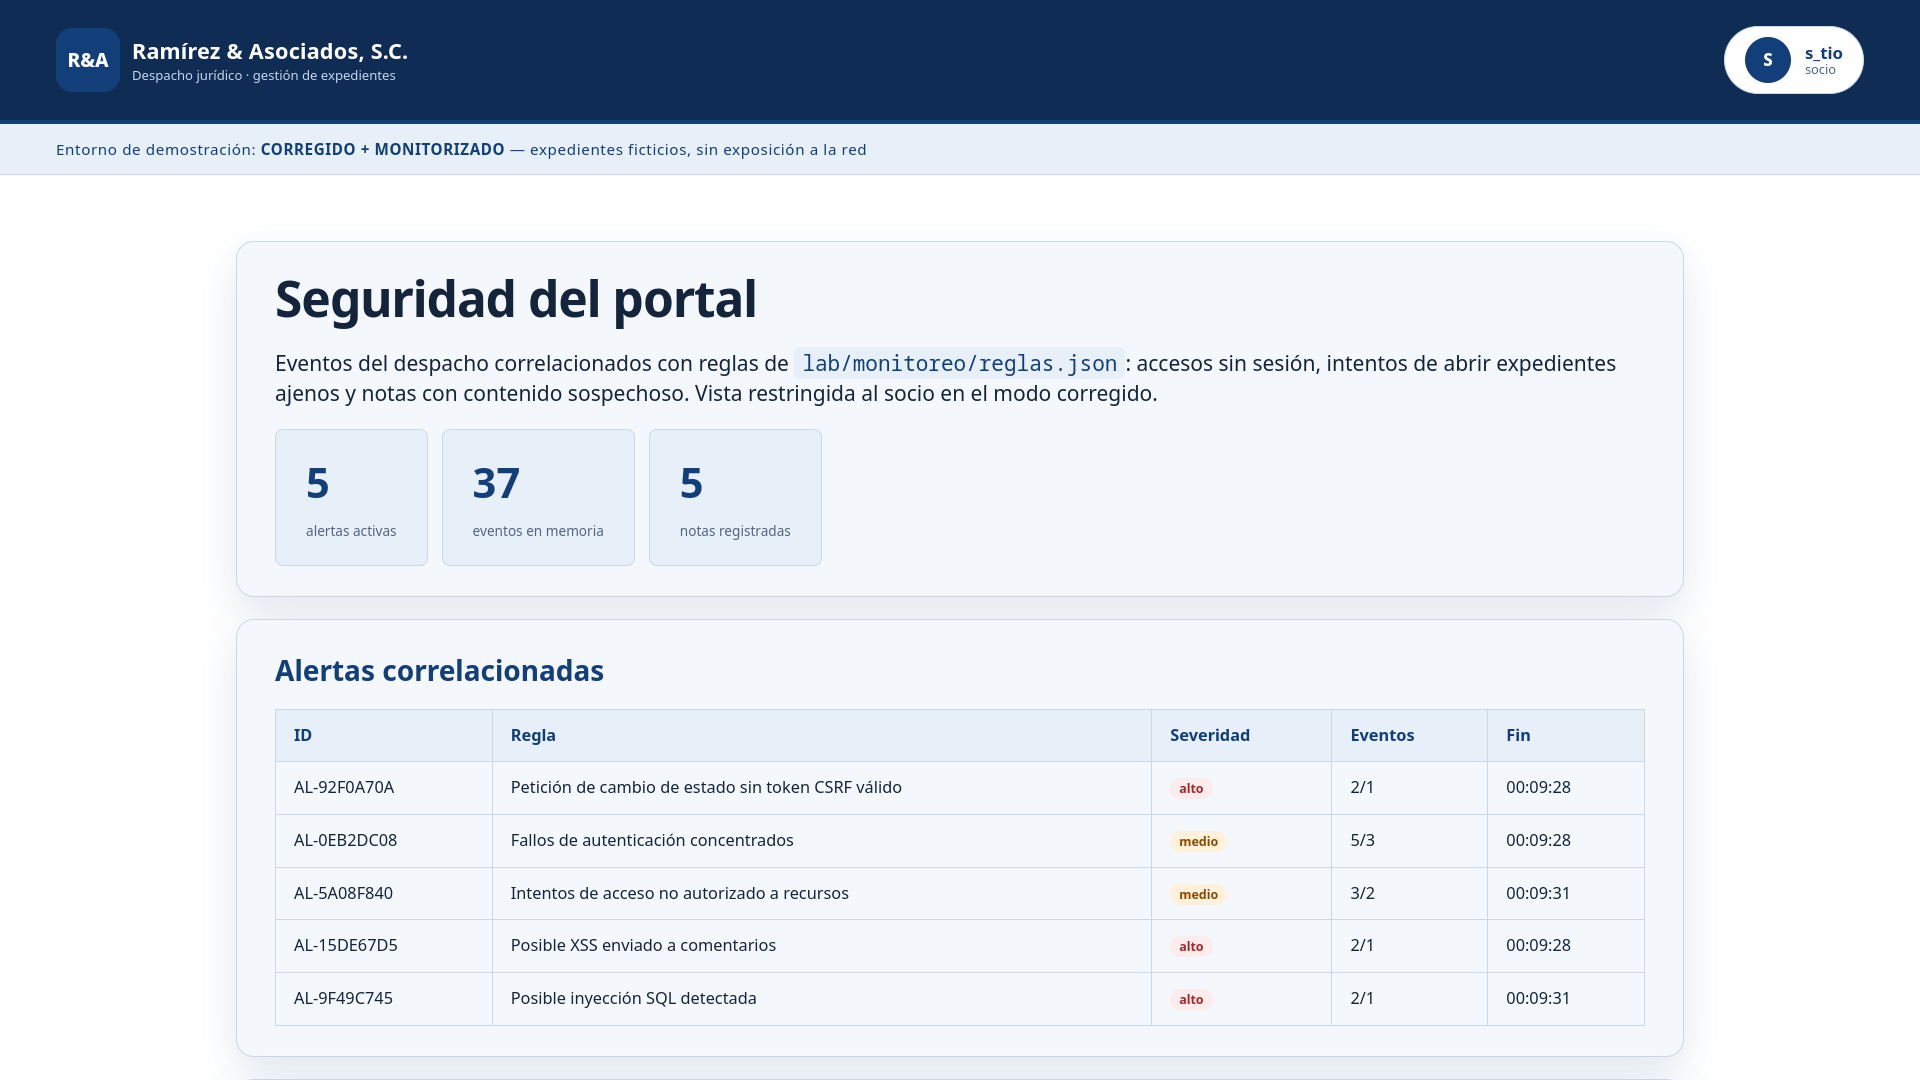 R&A
Ramírez & Asociados, S.C.
Despacho jurídico · gestión de expedientes
S
s_tio
socio
Entorno de demostración: CORREGIDO + MONITORIZADO — expedientes ficticios, sin exposición a la red
Seguridad del portal
Eventos del despacho correlacionados con reglas de lab/monitoreo/reglas.json: accesos sin sesión, intentos de abrir expedientes
ajenos y notas con contenido sospechoso. Vista restringida al socio en el modo corregido.
5
alertas activas
37
eventos en memoria
5
notas registradas
Alertas correlacionadas
ID Regla Severidad Eventos Fin
AL-92F0A70A Petición de cambio de estado sin token CSRF válido alto 2/1 00:09:28
AL-0EB2DC08 Fallos de autenticación concentrados medio 5/3 00:09:28
AL-5A08F840 Intentos de acceso no autorizado a recursos medio 3/2 00:09:31
AL-15DE67D5 Posible XSS enviado a comentarios alto 2/1 00:09:28
AL-9F49C745 Posible inyección SQL detectada alto 2/1 00:09:31